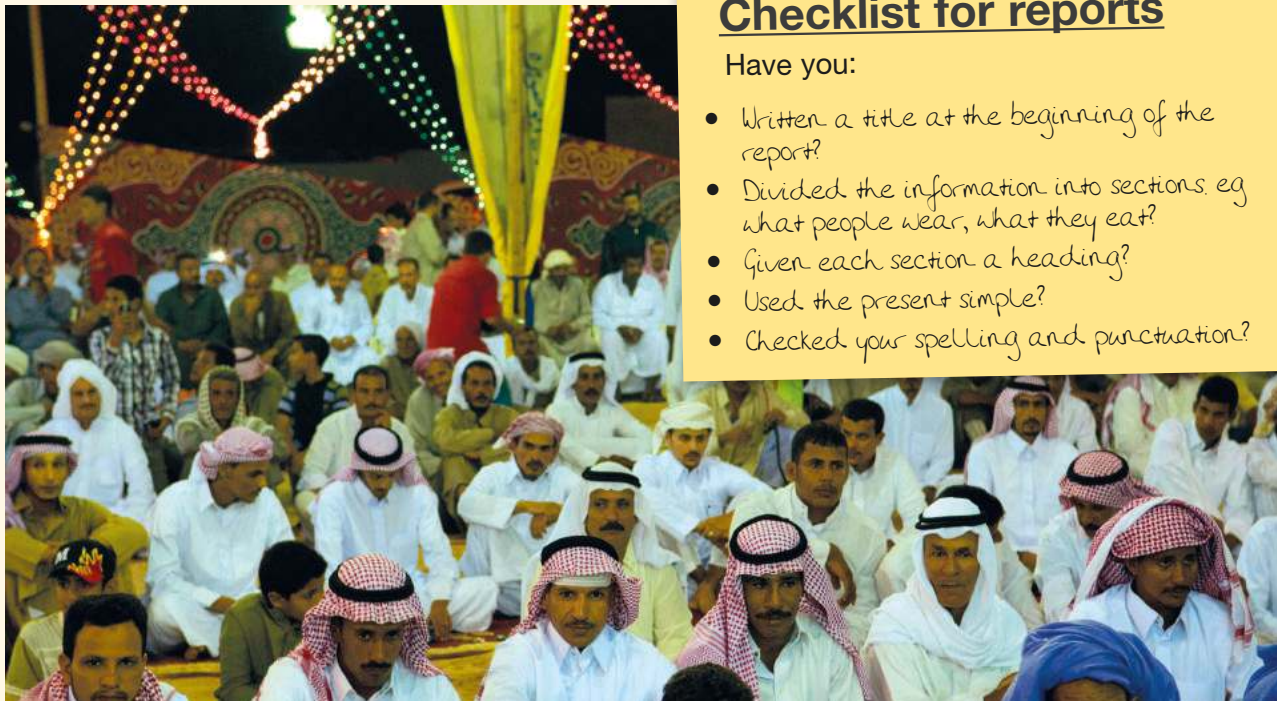 Checklist for reports
Have you:
• Written a title at the beginning of the
report?
• Divided the information into sections. eg
what people wear, what they eat?
• Given each section a heading?
• Used the present simple?
• Checked your spelling and punctuation?